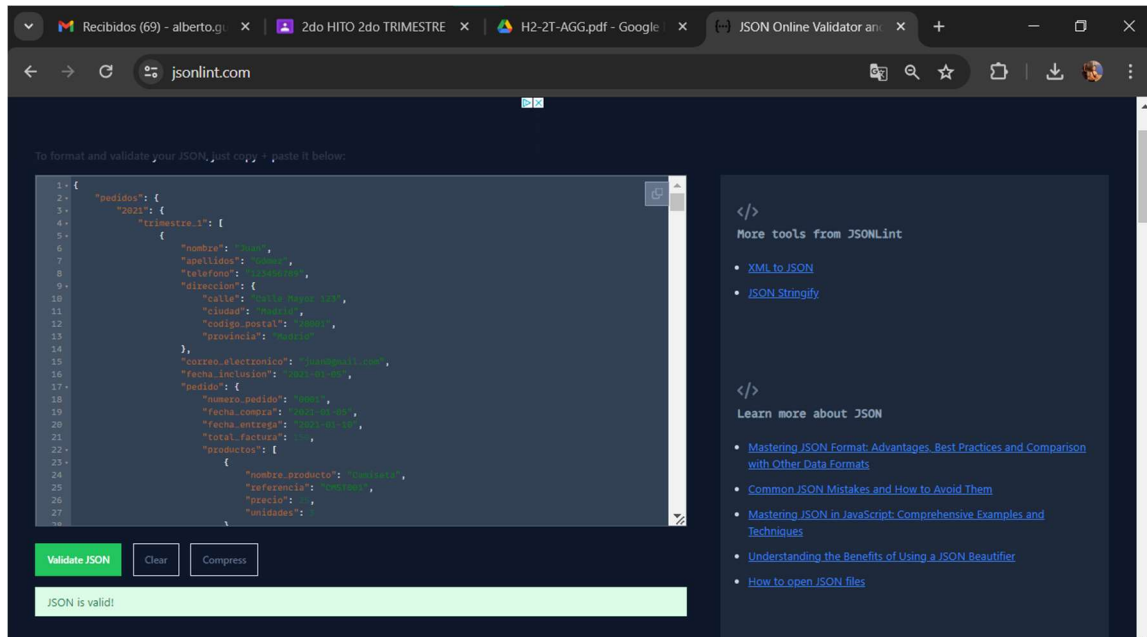 Recibidos (69) - alberto.gu
2do HITO 2do TRIMESTRE
H2-2T-AGG.pdf - Google
JSON Online Validator and
jsonlint.com
To format and validate your JSON, just copy + paste it below:
1 {
2 "pedidos": {
3 "2021": {
4 "trimestre_1": [
5 {
6 "nombre": "Juan",
7 "apellidos": "Gómez",
8 "telefono":
9 "direccion": {
10 "calle": "Calle Mayor 123",
11 "ciudad": "Madrid",
12 "codigo_postal": "28001",
13 "provincia": "Madrid"
14 },
15 "correo_electronico":
16 "fecha_inclusion": "2021-01-05",
17 "pedido": {
18 "numero_pedido": "0001",
19 "fecha_compra": "2021-01-05",
20 "fecha_entrega": "2021-01-10",
21 "total_factura":
22 "productos": [
23 {
24 "nombre_producto": "Camiseta",
25 "referencia": "CMST001",
26 "precio":
27 "unidades":
28 }
Validate JSON
Clear
Compress
JSON is valid!
</>
More tools from JSONLint
XML to JSON
JSON Stringify
</>
Learn more about JSON
Mastering JSON Format: Advantages, Best Practices and Comparison
with Other Data Formats
Common JSON Mistakes and How to Avoid Them
Mastering JSON in JavaScript: Comprehensive Examples and
Techniques
Understanding the Benefits of Using a JSON Beautifier
How to open JSON files